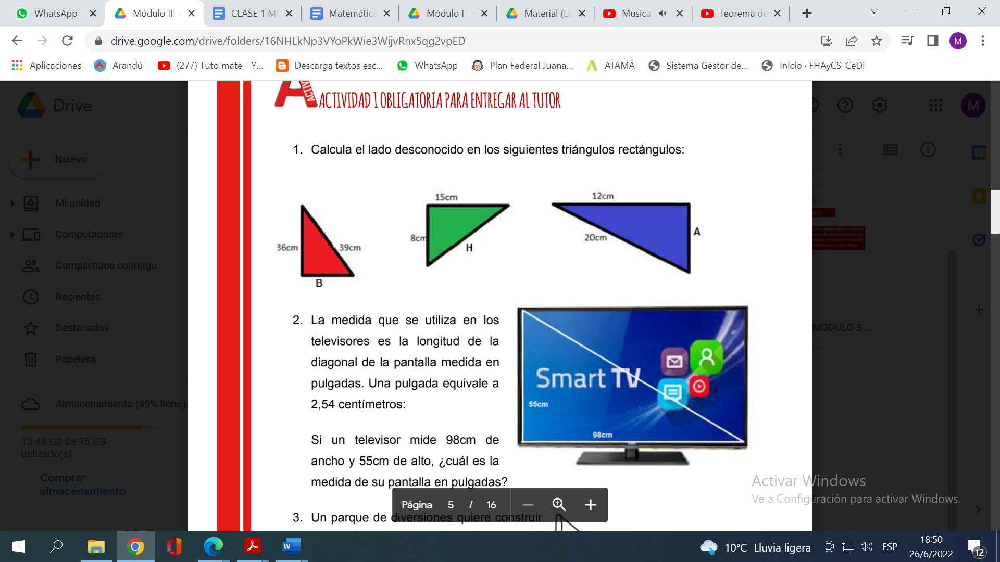 WhatsApp
Módulo III -
CLASE 1 MO
Matemática
Módulo I -
Material (Li
Musica
Teorema de
drive.google.com/drive/folders/16NHLkNp3VYoPkWie3WijvRnx5qg2vpED
M
Aplicaciones
Arandú
(277) Tuto mate - Y...
Descarga textos esc...
WhatsApp
Plan Federal Juana...
ATAMÁ
Sistema Gestor de...
Inicio · FHAyCS-CeDi
Drive
M
Nuevo
Mi unidad
Computadoras
Compartidos conmigo
Recientes
Destacados
Papelera
Almacenamiento (89% lleno)
13.48 GB de 15 GB
utilizado(s)
Comprar
almacenamiento
31
MODULO 3 ...
ACTIVIDAD 1 OBLIGATORIA PARA ENTREGAR AL TUTOR
1. Calcula el lado desconocido en los siguientes triángulos rectángulos:
36cm
39cm
B
15cm
8cm
H
12cm
20cm
A
2. La medida que se utiliza en los
televisores es la longitud de la
diagonal de la pantalla medida en
pulgadas. Una pulgada equivale a
2,54 centímetros:
Si un televisor mide 98cm de
ancho y 55cm de alto, ¿cuál es la
medida de su pantalla en pulgadas?
Smart TV
55cm
98cm
3. Un parque de diversiones quiere construir
Página 5 / 16
Activar Windows
Ve a Configuración para activar Windows.
10°C Lluvia ligera
ESP
18:50
26/6/2022
12